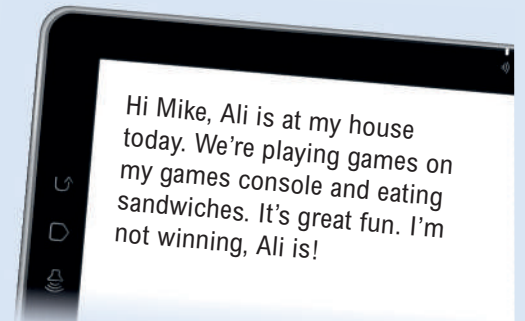 Hi Mike, Ali is at my house
today. We're playing games on
my games console and eating
sandwiches. It's great fun. I'm
not winning, Ali is!